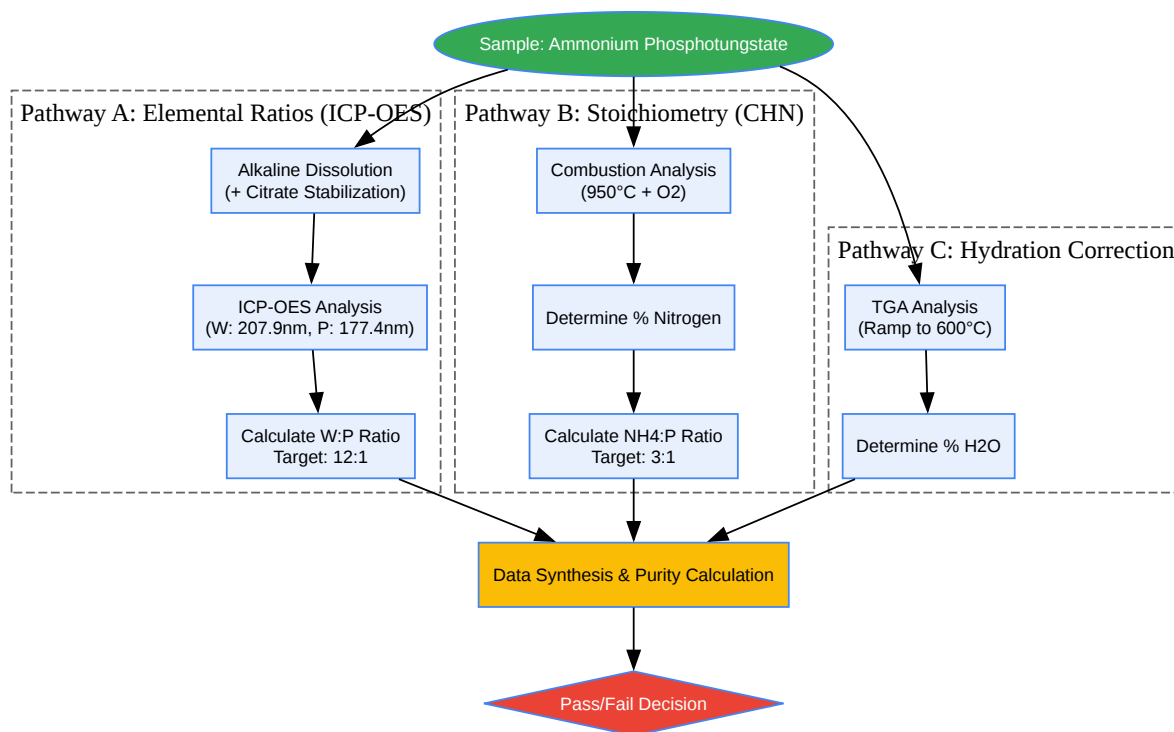 Sample: Ammonium Phosphotungstate
Pathway A: Elemental Ratios (ICP-OES)
Alkaline Dissolution
(+ Citrate Stabilization)
ICP-OES Analysis
(W: 207.9nm, P: 177.4nm)
Calculate W:P Ratio
Target: 12:1
Pathway B: Stoichiometry (CHN)
Combustion Analysis
(950°C + O2)
Determine % Nitrogen
Calculate NH4:P Ratio
Target: 3:1
Pathway C: Hydration Correction
TGA Analysis
(Ramp to 600°C)
Determine % H2O
Data Synthesis & Purity Calculation
Pass/Fail Decision